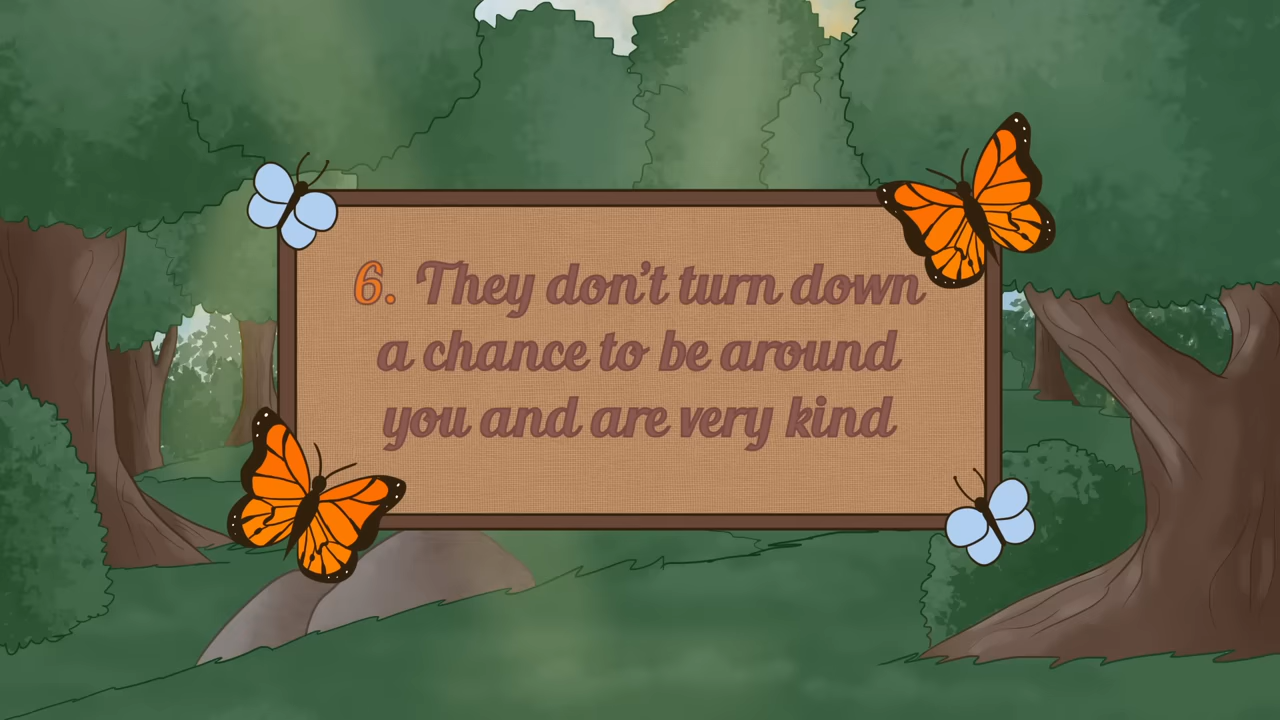 6. They don't turn down
a chance to be around
you and are very kind